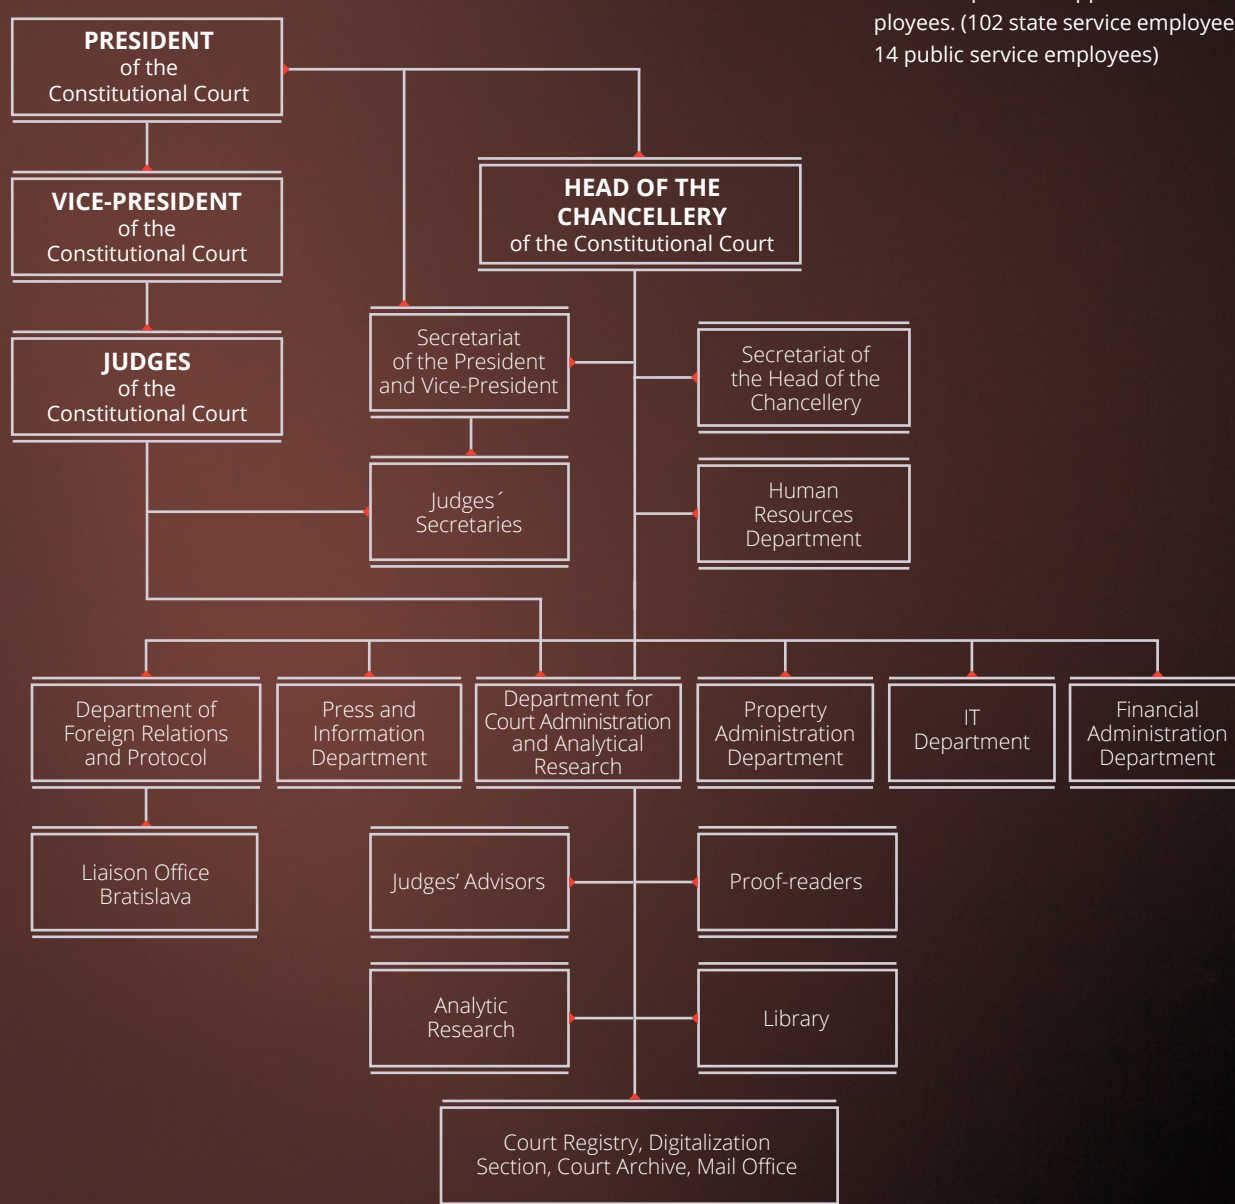 ployees. (102 state service employee
14 public service employees)
PRESIDENT
of the
Constitutional Court
VICE-PRESIDENT
of the
Constitutional Court
HEAD OF THE
CHANCELLERY
of the Constitutional Court
JUDGES
of the
Constitutional Court
Secretariat
of the President
and Vice-President
Secretariat of
the Head of the
Chancellery
Judges´
Secretaries
Human
Resources
Department
Department of
Foreign Relations
and Protocol
Press and
Information
Department
Department for
Court Administration
and Analytical
Research
Property
Administration
Department
IT
Department
Financial
Administration
Department
Liaison Office
Bratislava
Judges’ Advisors
Proof-readers
Analytic
Research
Library
Court Registry, Digitalization
Section, Court Archive, Mail Office